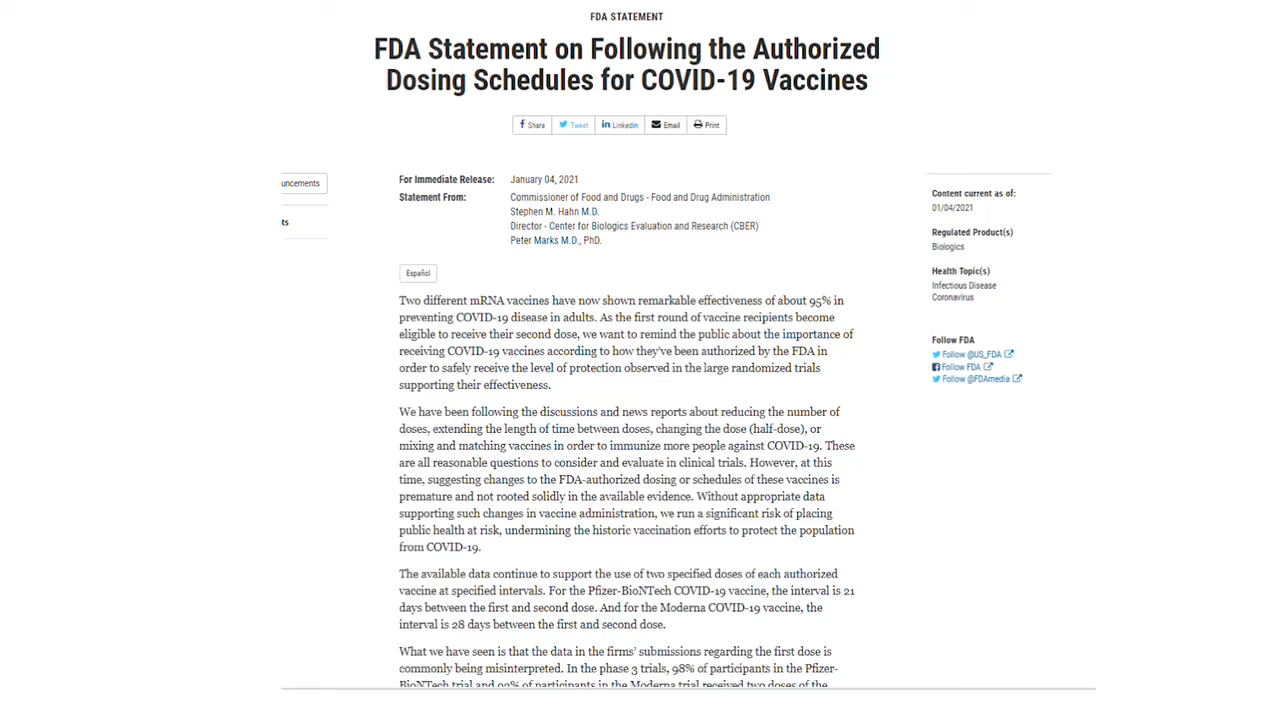 FDA STATEMENT
FDA Statement on Following the Authorized
Dosing Schedules for COVID-19 Vaccines
Share Tweet Linkedin Email Print
uncements
ts
For Immediate Release: January 04, 2021
Statement From: Commissioner of Food and Drugs - Food and Drug Administration
Stephen M. Hahn M.D.
Director - Center for Biologics Evaluation and Research (CBER)
Peter Marks M.D., PhD.
Español
Two different mRNA vaccines have now shown remarkable effectiveness of about 95% in
preventing COVID-19 disease in adults. As the first round of vaccine recipients become
eligible to receive their second dose, we want to remind the public about the importance of
receiving COVID-19 vaccines according to how they've been authorized by the FDA in
order to safely receive the level of protection observed in the large randomized trials
supporting their effectiveness.
We have been following the discussions and news reports about reducing the number of
doses, extending the length of time between doses, changing the dose (half-dose), or
mixing and matching vaccines in order to immunize more people against COVID-19. These
are all reasonable questions to consider and evaluate in clinical trials. However, at this
time, suggesting changes to the FDA-authorized dosing or schedules of these vaccines is
premature and not rooted solidly in the available evidence. Without appropriate data
supporting such changes in vaccine administration, we run a significant risk of placing
public health at risk, undermining the historic vaccination efforts to protect the population
from COVID-19.
The available data continue to support the use of two specified doses of each authorized
vaccine at specified intervals. For the Pfizer-BioNTech COVID-19 vaccine, the interval is 21
days between the first and second dose. And for the Moderna COVID-19 vaccine, the
interval is 28 days between the first and second dose.
What we have seen is that the data in the firms' submissions regarding the first dose is
commonly being misinterpreted. In the phase 3 trials, 98% of participants in the Pfizer-
BioNTech trial and 92% of participants in the Moderna trial received two doses of the
Content current as of:
01/04/2021
Regulated Product(s)
Biologics
Health Topic(s)
Infectious Disease
Coronavirus
Follow FDA
Follow @US_FDA
Follow FDA
Follow @FDAmedia